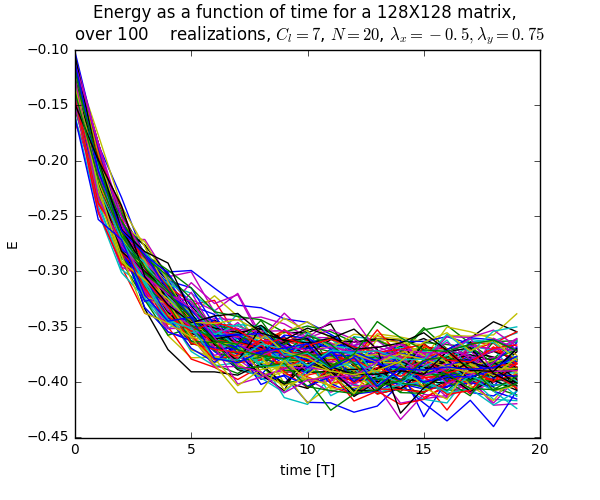 Energy as a function of time for a 128X128 matrix,
over 100 realizations, $C_l = 7$, $N = 20$, $\lambda_x = -0.5, \lambda_y = 0.75$
−0.10
−0.15
−0.20
−0.25
−0.30
−0.35
−0.40
−0.45
E
0 5 10 15 20
time [T]